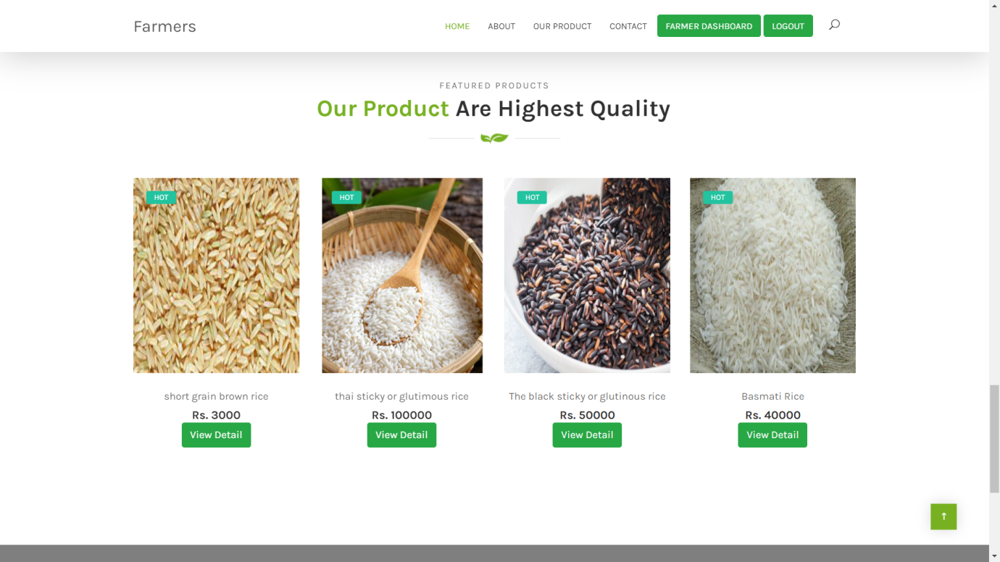 Farmers
HOME ABOUT OUR PRODUCT CONTACT FARMER DASHBOARD LOGOUT
FEATURED PRODUCTS
Our Product Are Highest Quality
HOT HOT HOT HOT
short grain brown rice
Rs. 3000
View Detail
thai sticky or glutimous rice
Rs. 100000
View Detail
The black sticky or glutinous rice
Rs. 50000
View Detail
Basmati Rice
Rs. 40000
View Detail